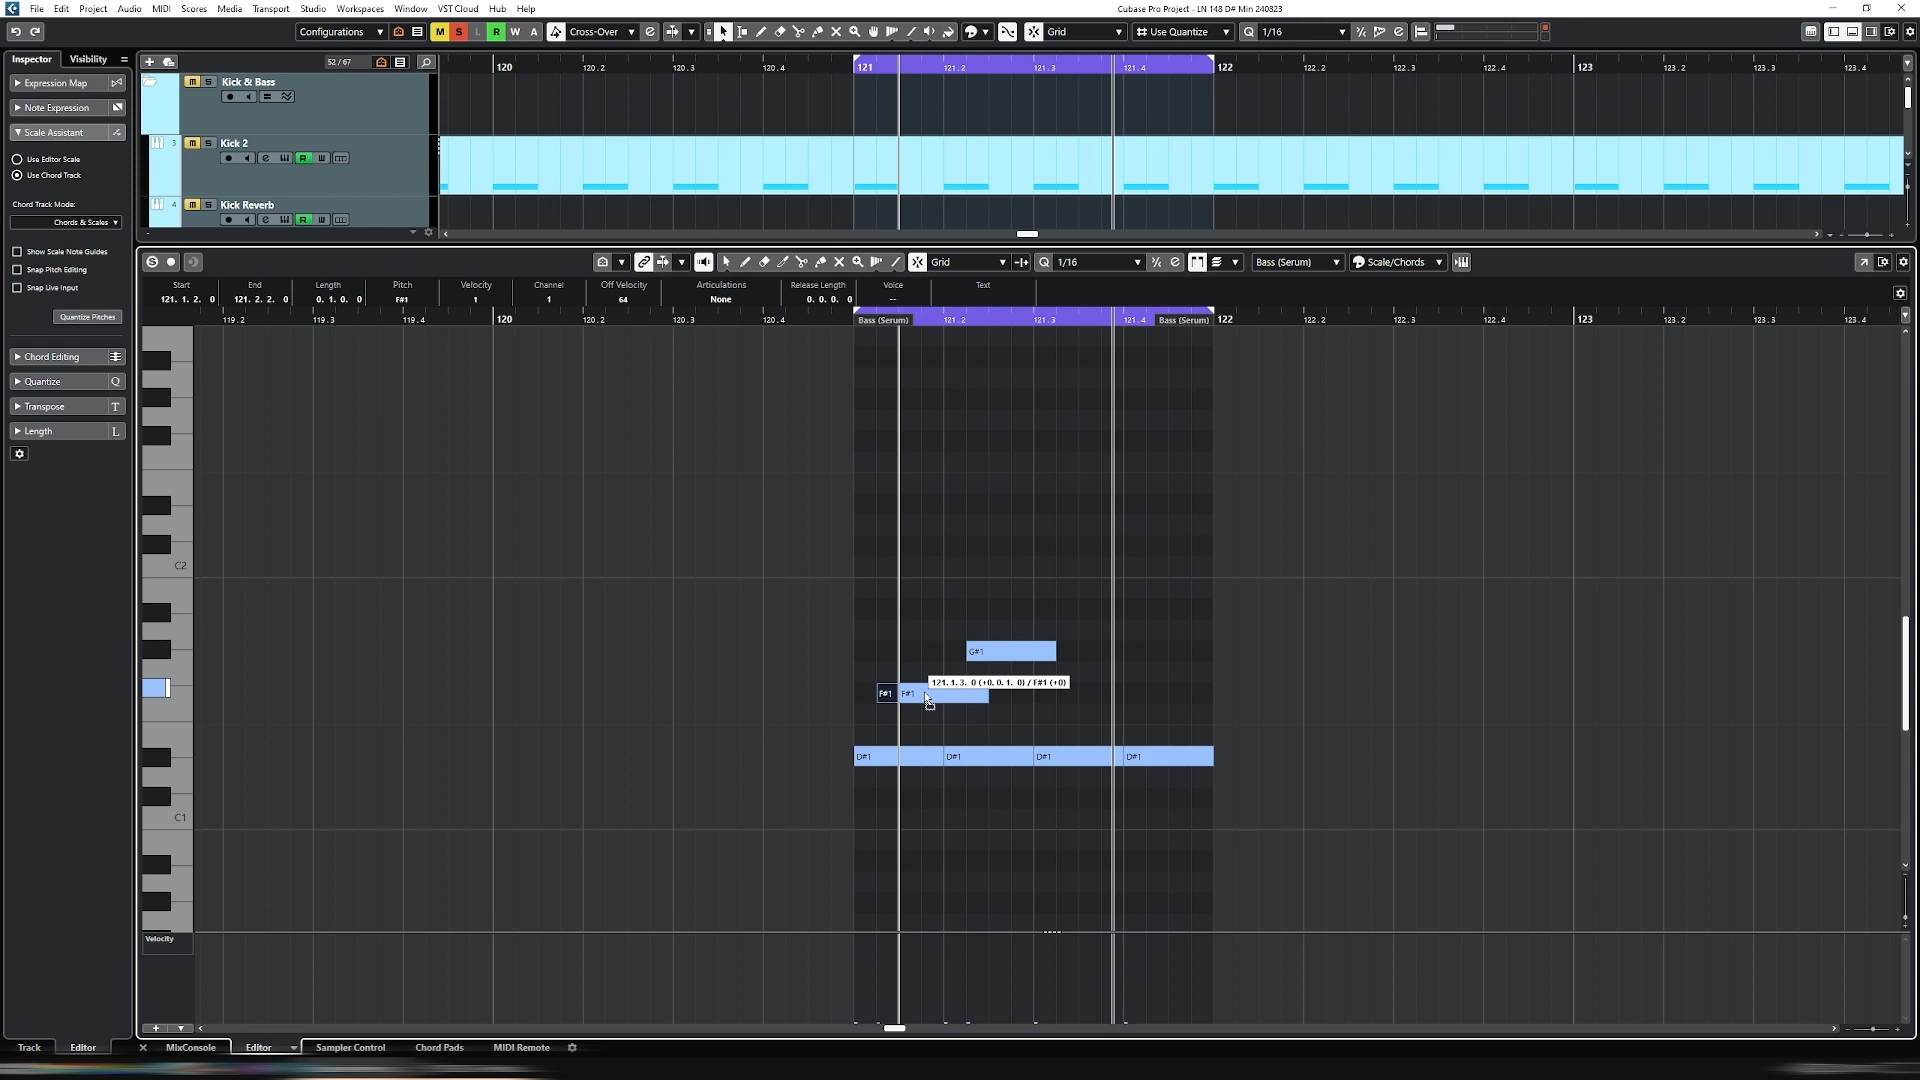 File Edit Project Audio MIDI Scores Media Transport Studio Workspaces Window VST Cloud Hub Help
Cubase Pro Project - LN 148 D# Min 240823
Configurations M S L R W A Cross-Over Grid Use Quantize Q 1/16
Inspector Visibility
52 / 67
120 120.2 120.3 120.4 121 121.2 121.3 121.4 122 122.2 122.3 122.4 123 123.2 123.3 123.4
Expression Map
Note Expression
Scale Assistant
Use Editor Scale
Use Chord Track
Chord Track Mode:
Chords & Scales
Show Scale Note Guides
Snap Pitch Editing
Snap Live Input
Quantize Pitches
Chord Editing
Quantize Q
Transpose T
Length L
m S Kick & Bass
3 m S Kick 2
e R
4 m S Kick Reverb
e R
S Grid Q 1/16 Bass (Serum) Scale/Chords
Start End Length Pitch Velocity Channel Off Velocity Articulations Release Length Voice Text
121. 1. 2. 0 121. 2. 2. 0 0. 1. 0. 0 F#1 1 1 64 None 0. 0. 0. 0 --
119.2 119.3 119.4 120 120.2 120.3 120.4 Bass (Serum) 121.2 121.3 121.4 Bass (Serum) 122 122.2 122.3 122.4 123 123.2 123.3 123.4
C2
G#1
121. 1. 3. 0 (+0. 0. 1. 0) / F#1 (+0)
F#1 F#1
D#1 D#1 D#1 D#1
C1
Velocity
Track Editor MixConsole Editor Sampler Control Chord Pads MIDI Remote